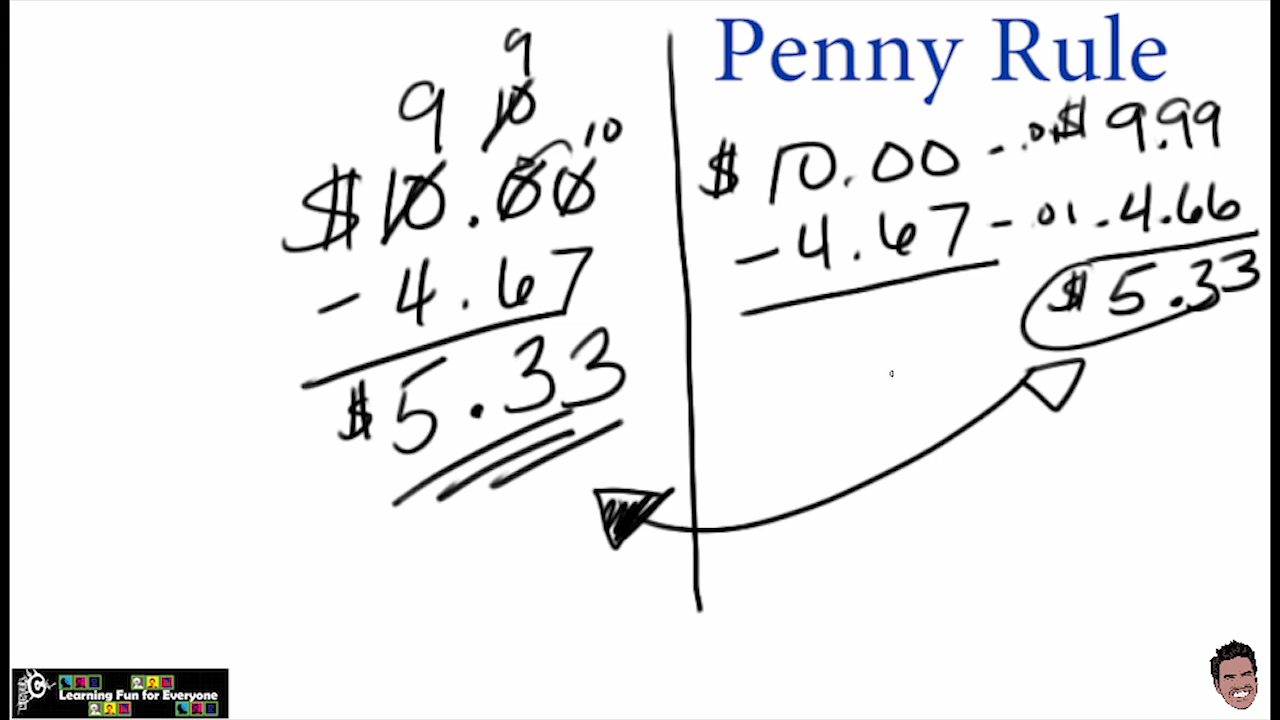 Penny Rule
9
9 10
10
$10.00
- 4.67
$5.33
$ 10.00 - .01 $ 9.99
- 4.67 - .01 - 4.66
$ 5.33
Learning Fun for Everyone